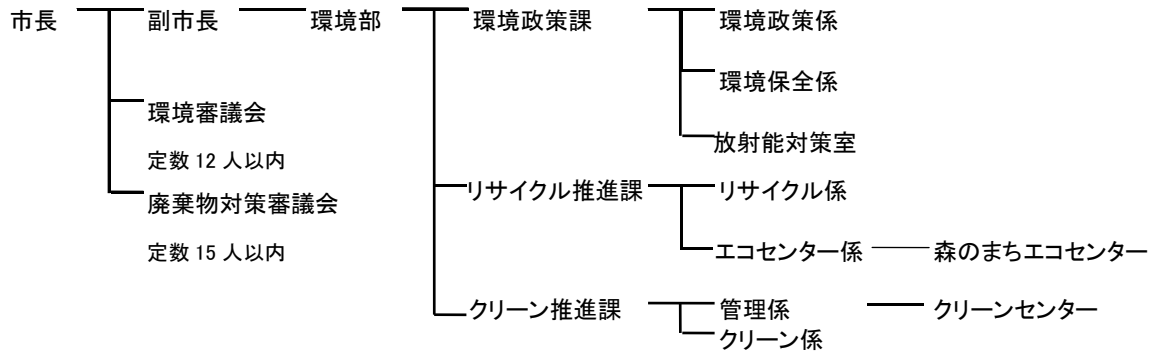 市長 副市長 環境部 環境政策課 環境政策係
環境保全係
環境審議会
放射能対策室
定数 12 人以内
リサイクル推進課 リサイクル係
廃棄物対策審議会
定数 15 人以内
エコセンター係 森のまちエコセンター
クリーン推進課 管理係 クリーンセンター
クリーン係